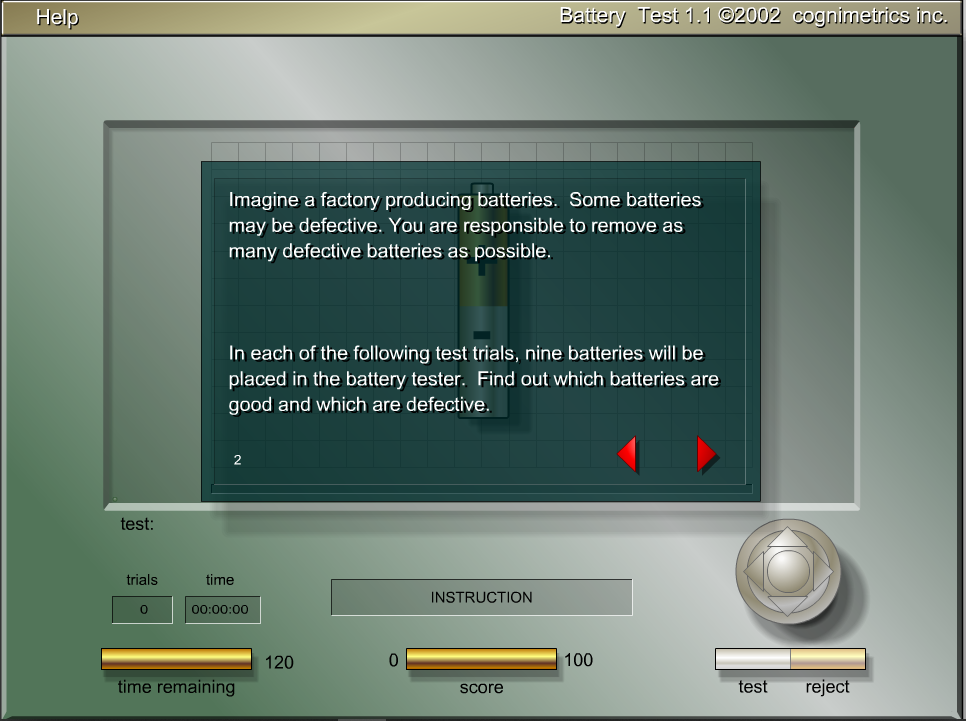 Help
Battery Test 1.1 ©2002 cognimetrics inc.
Imagine a factory producing batteries. Some batteries
may be defective. You are responsible to remove as
many defective batteries as possible.
In each of the following test trials, nine batteries will be
placed in the battery tester. Find out which batteries are
good and which are defective.
2
test:
trials
time
0
00:00:00
INSTRUCTION
120
0
100
time remaining
score
test
reject